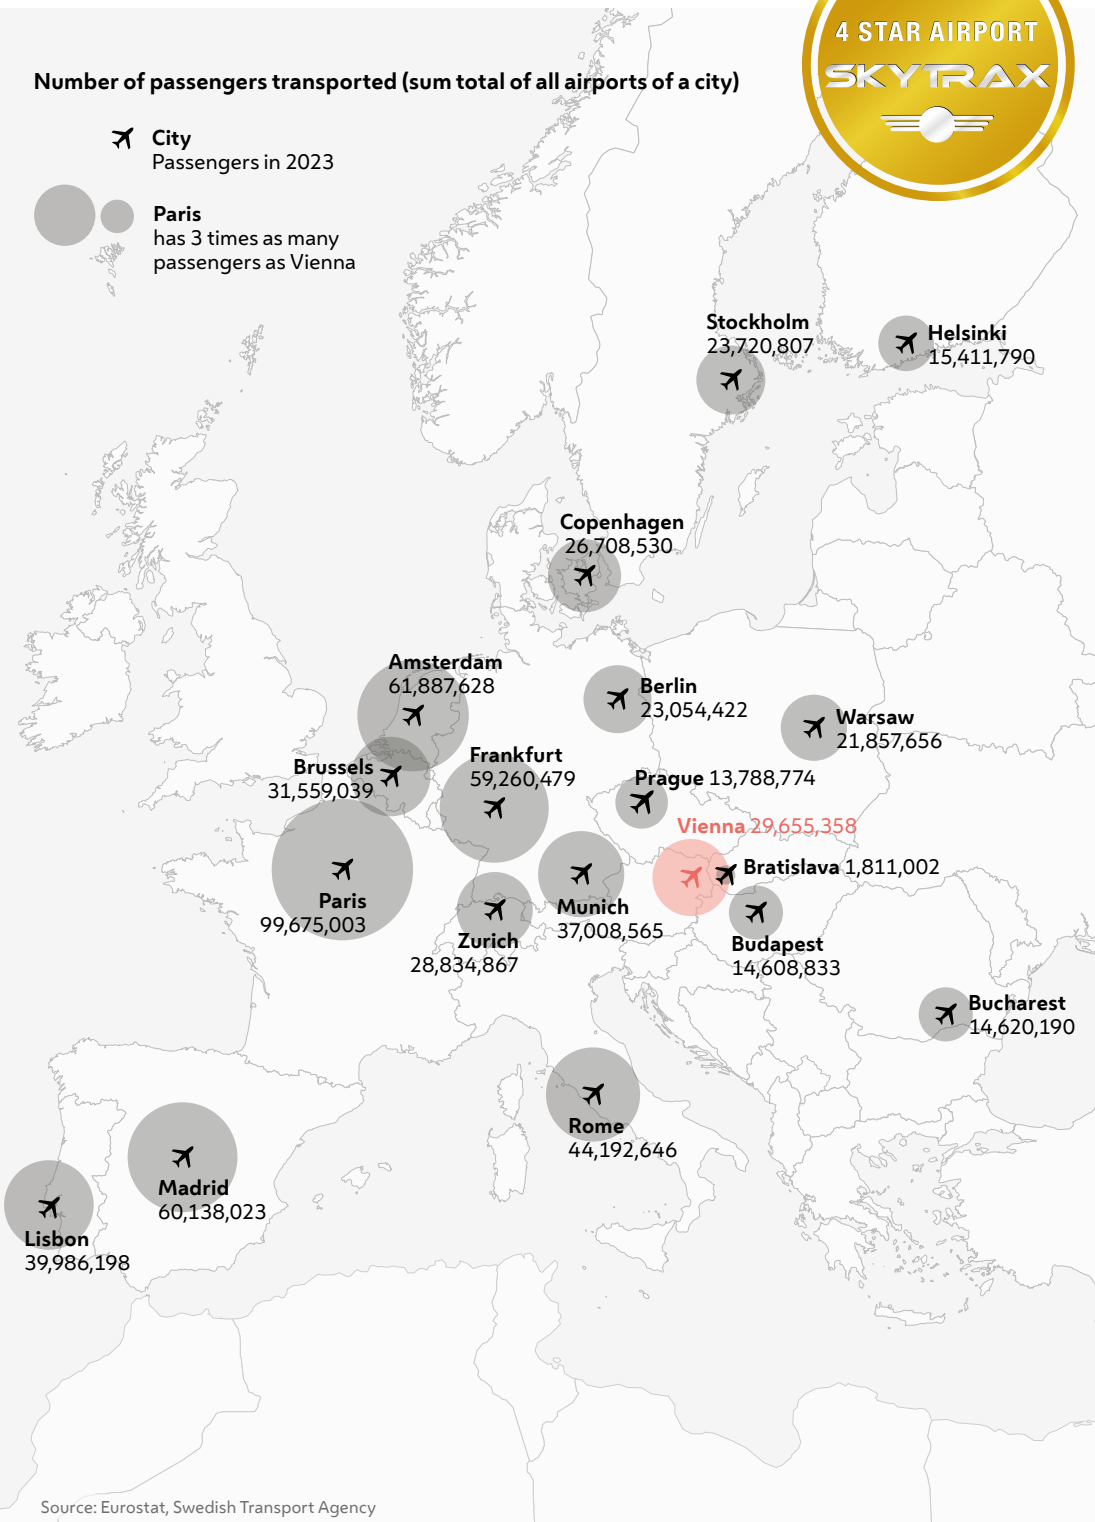 4 STAR AIRPORT
SKYTRAX
Number of passengers transported (sum total of all airports of a city)
City
Passengers in 2023
Paris
has 3 times as many
passengers as Vienna
Stockholm
23,720,807
Helsinki
15,411,790
Copenhagen
26,708,530
Amsterdam
61,887,628
Berlin
23,054,422
Warsaw
21,857,656
Frankfurt
59,260,479
Brussels
31,559,039
Prague 13,788,774
Vienna 29,655,358
Bratislava 1,811,002
Paris
99,675,003
Munich
37,008,565
Zurich
28,834,867
Budapest
14,608,833
Bucharest
14,620,190
Rome
44,192,646
Madrid
60,138,023
Lisbon
39,986,198
Source: Eurostat, Swedish Transport Agency